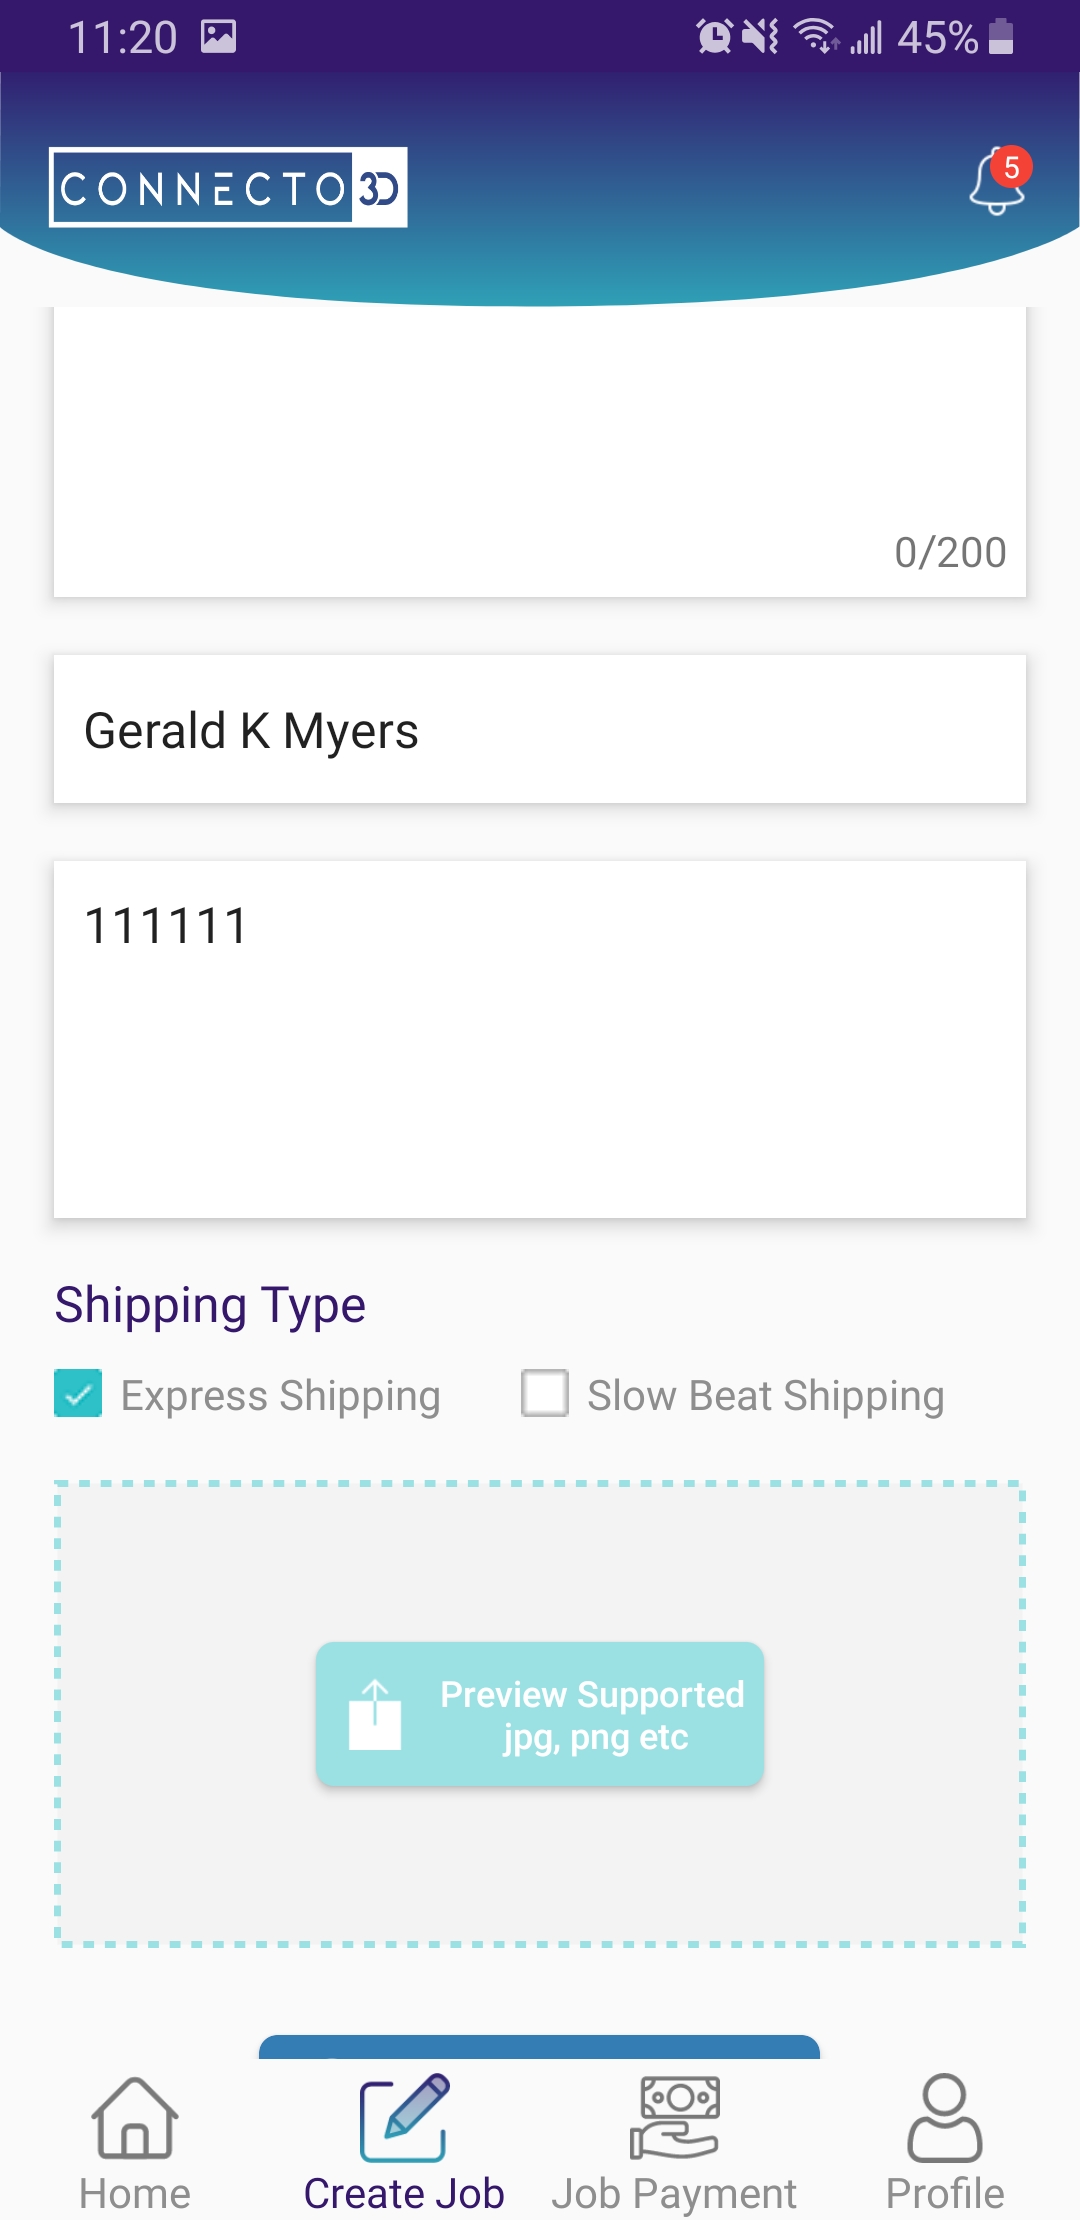 11:20
45%
CONNECTO3D
5
0/200
Gerald K Myers
111111
Shipping Type
Express Shipping
Slow Beat Shipping
Preview Supported
jpg, png etc
Home
Create Job
Job Payment
Profile